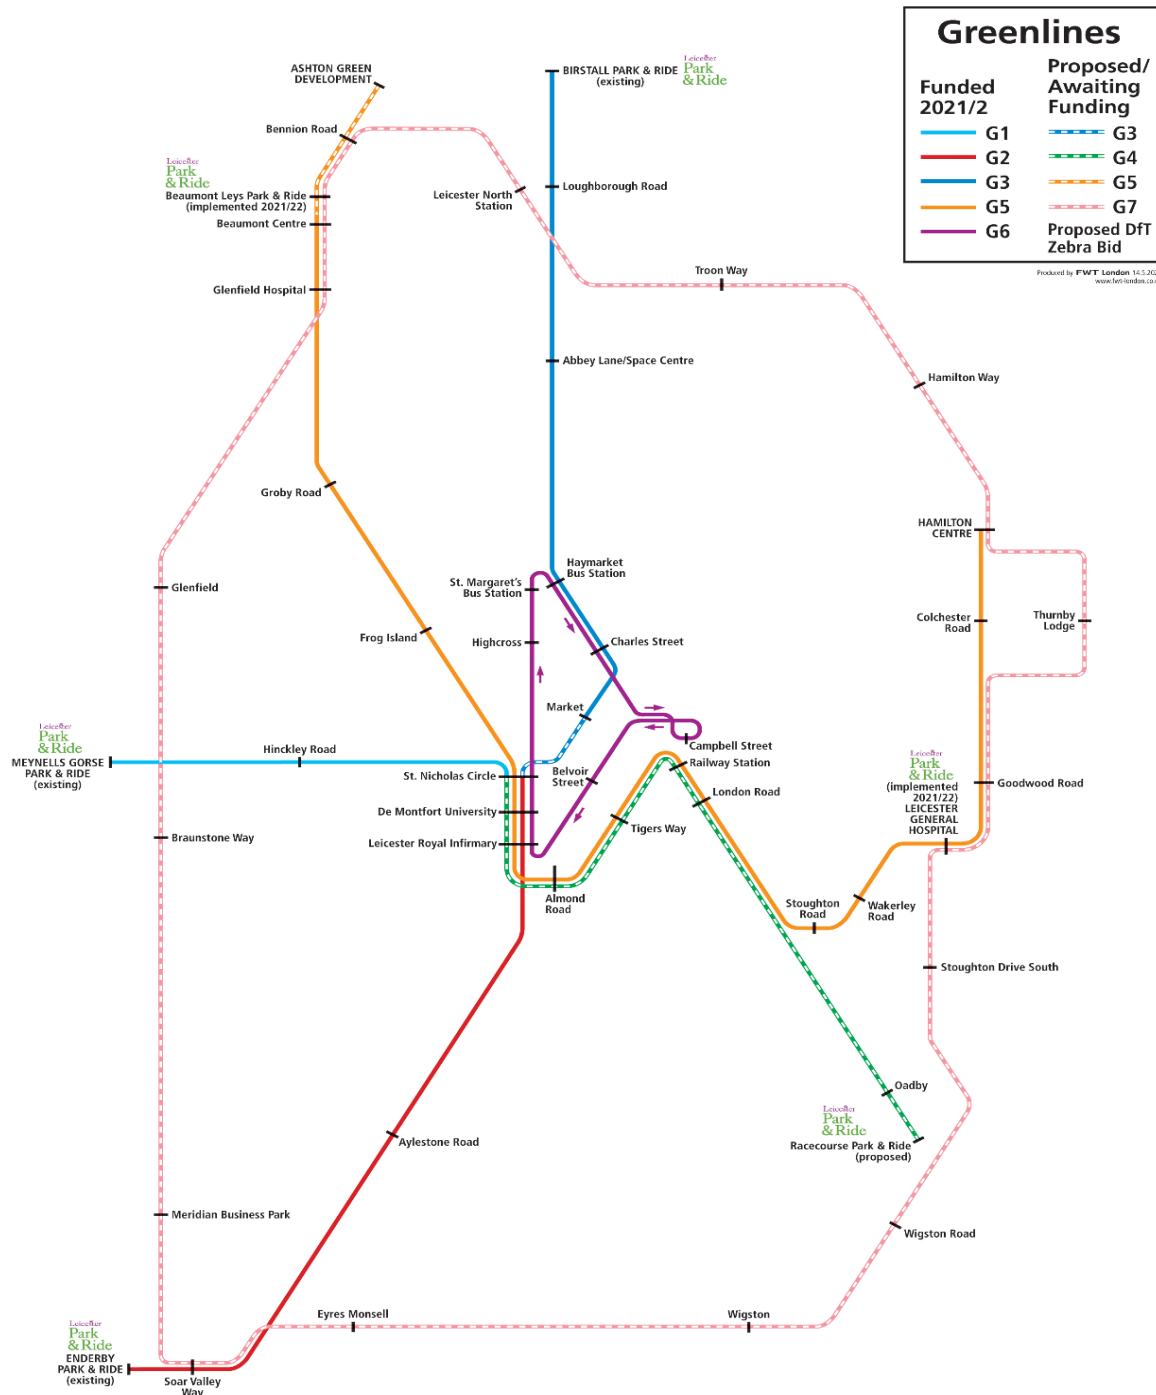 Greenlines
Funded
2021/2
G1
G2
G3
G5
G6
Proposed/
Awaiting
Funding
G3
G4
G5
G7
Proposed DfT
Zebra Bid
Produced by FWT London 14.5.202
www.fwt-london.co.
ASHTON GREEN
DEVELOPMENT
BIRSTALL PARK & RIDE
(existing)
Leicester
Park
& Ride
Bennion Road
Leicester
Park
& Ride
Beaumont Leys Park & Ride
(implemented 2021/22)
Beaumont Centre
Loughborough Road
Leicester North
Station
Glenfield Hospital
Troon Way
Abbey Lane/Space Centre
Hamilton Way
Groby Road
HAMILTON
CENTRE
Glenfield
St. Margaret's
Bus Station
Haymarket
Bus Station
Frog Island
Highcross
Charles Street
Colchester
Road
Thurnby
Lodge
Market
Leicester
Park
& Ride
MEYNELLS GORSE
PARK & RIDE
(existing)
Hinckley Road
St. Nicholas Circle
Belvoir
Street
Campbell Street
Railway Station
London Road
Leicester
Park
& Ride
(implemented
2021/22)
LEICESTER
GENERAL
HOSPITAL
Goodwood Road
De Montfort University
Tigers Way
Braunstone Way
Leicester Royal Infirmary
Almond
Road
Stoughton
Road
Wakerley
Road
Stoughton Drive South
Oadby
Leicester
Park
& Ride
Racecourse Park & Ride
(proposed)
Aylestone Road
Meridian Business Park
Wigston Road
Eyres Monsell
Wigston
Leicester
Park
& Ride
ENDERBY
PARK & RIDE
(existing)
Soar Valley
Way